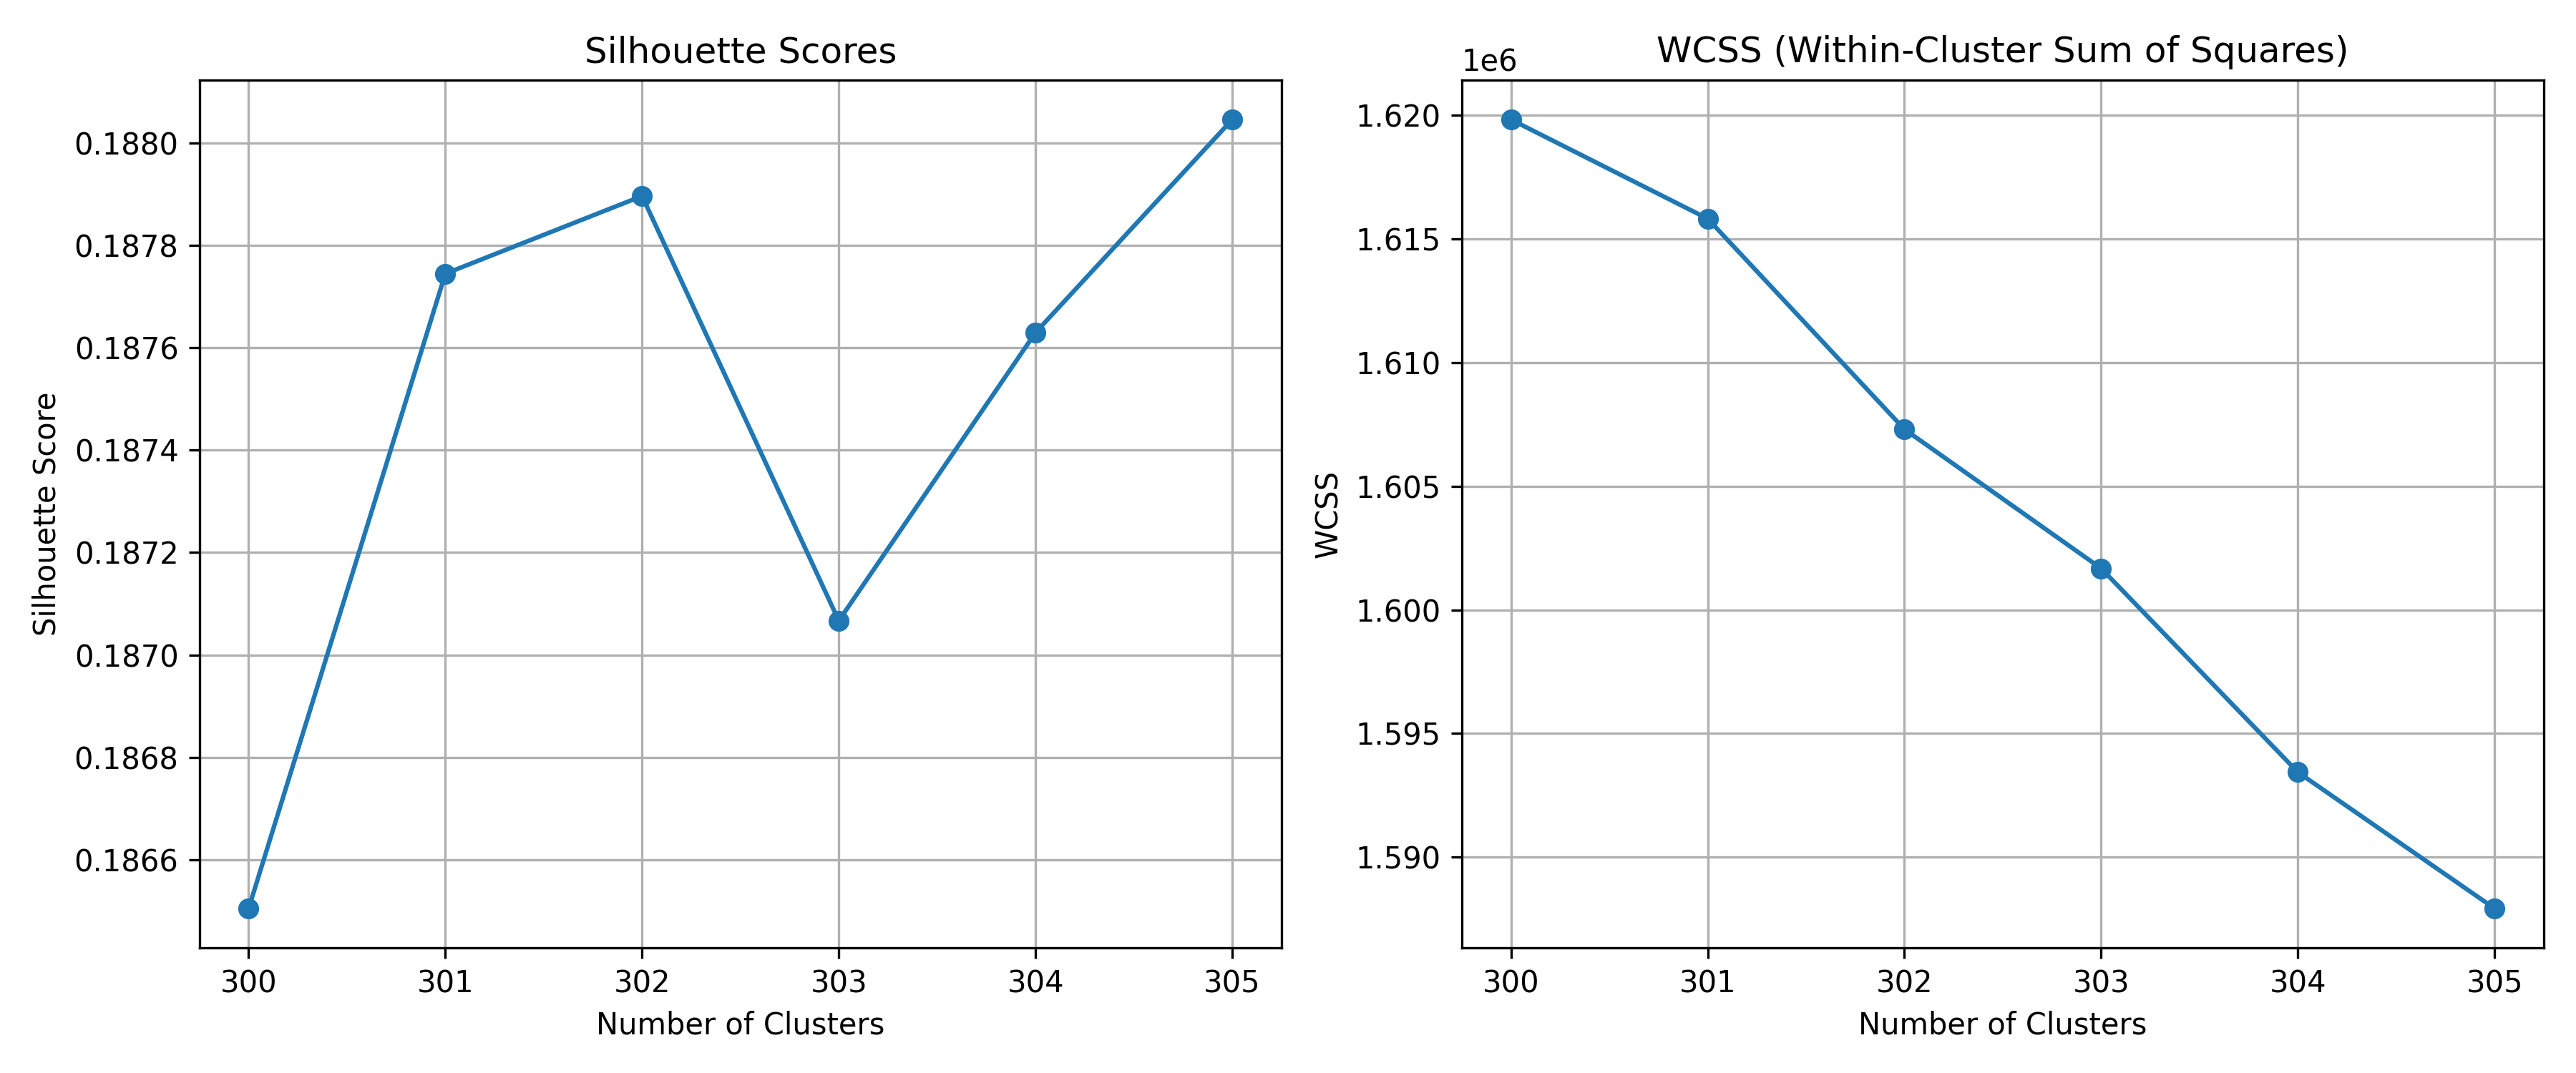 Silhouette Scores
Silhouette Score
0.1880
0.1878
0.1876
0.1874
0.1872
0.1870
0.1868
0.1866
300 301 302 303 304 305
Number of Clusters
WCSS (Within-Cluster Sum of Squares)
1e6
WCSS
1.620
1.615
1.610
1.605
1.600
1.595
1.590
300 301 302 303 304 305
Number of Clusters